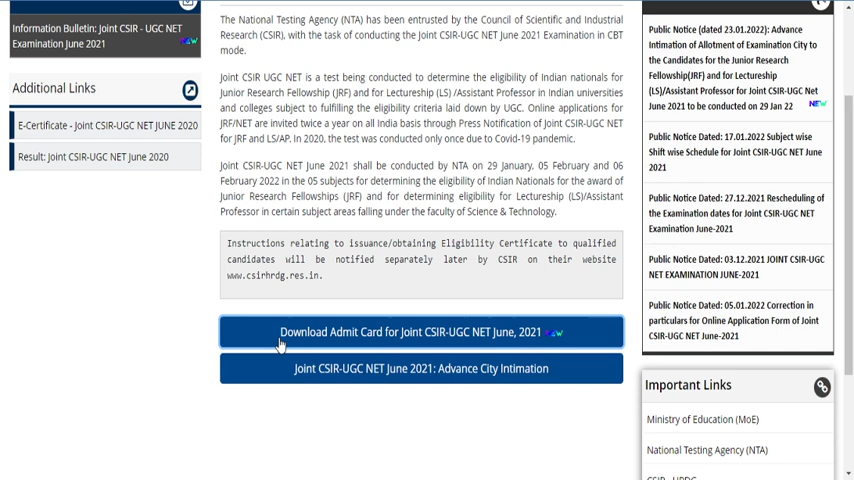 Information Bulletin: Joint CSIR - UGC NET
Examination June 2021
NEW
Additional Links
E-Certificate - Joint CSIR-UGC NET JUNE 2020
Result: Joint CSIR-UGC NET June 2020
The National Testing Agency (NTA) has been entrusted by the Council of Scientific and Industrial
Research (CSIR), with the task of conducting the Joint CSIR-UGC NET June 2021 Examination in CBT
mode.
Joint CSIR UGC NET is a test being conducted to determine the eligibility of Indian nationals for
Junior Research Fellowship (JRF) and for Lectureship (LS) /Assistant Professor in Indian universities
and colleges subject to fulfilling the eligibility criteria laid down by UGC. Online applications for
JRF/NET are invited twice a year on all India basis through Press Notification of Joint CSIR-UGC NET
for JRF and LS/AP. In 2020, the test was conducted only once due to Covid-19 pandemic.
Joint CSIR-UGC NET June 2021 shall be conducted by NTA on 29 January, 05 February and 06
February 2022 in the 05 subjects for determining the eligibility of Indian Nationals for the award of
Junior Research Fellowships (JRF) and for determining eligibility for Lectureship (LS)/Assistant
Professor in certain subject areas falling under the faculty of Science & Technology.
Instructions relating to issuance/obtaining Eligibility Certificate to qualified
candidates will be notified separately later by CSIR on their website
www.csirhrdg.res.in.
Download Admit Card for Joint CSIR-UGC NET June, 2021 NEW
Joint CSIR-UGC NET June 2021: Advance City Intimation
Public Notice (dated 23.01.2022): Advance
Intimation of Allotment of Examination City to
the Candidates for the Junior Research
Fellowship(JRF) and for Lectureship
(LS)/Assistant Professor for Joint CSIR-UGC Net
June 2021 to be conducted on 29 Jan 22 NEW
Public Notice Dated: 17.01.2022 Subject wise
Shift wise Schedule for Joint CSIR-UGC NET June
2021
Public Notice Dated: 27.12.2021 Rescheduling of
the Examination dates for Joint CSIR-UGC NET
Examination June-2021
Public Notice Dated: 03.12.2021 JOINT CSIR-UGC
NET EXAMINATION JUNE-2021
Public Notice Dated: 05.01.2022 Correction in
particulars for Online Application Form of Joint
CSIR-UGC NET June-2021
Important Links
Ministry of Education (MoE)
National Testing Agency (NTA)